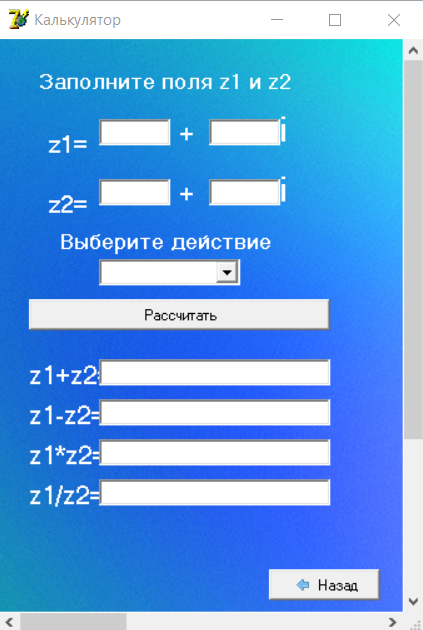 Калькулятор
Заполните поля z1 и z2
z1= + i
z2= + i
Выберите действие
Рассчитать
z1+z2=
z1-z2=
z1*z2=
z1/z2=
Назад